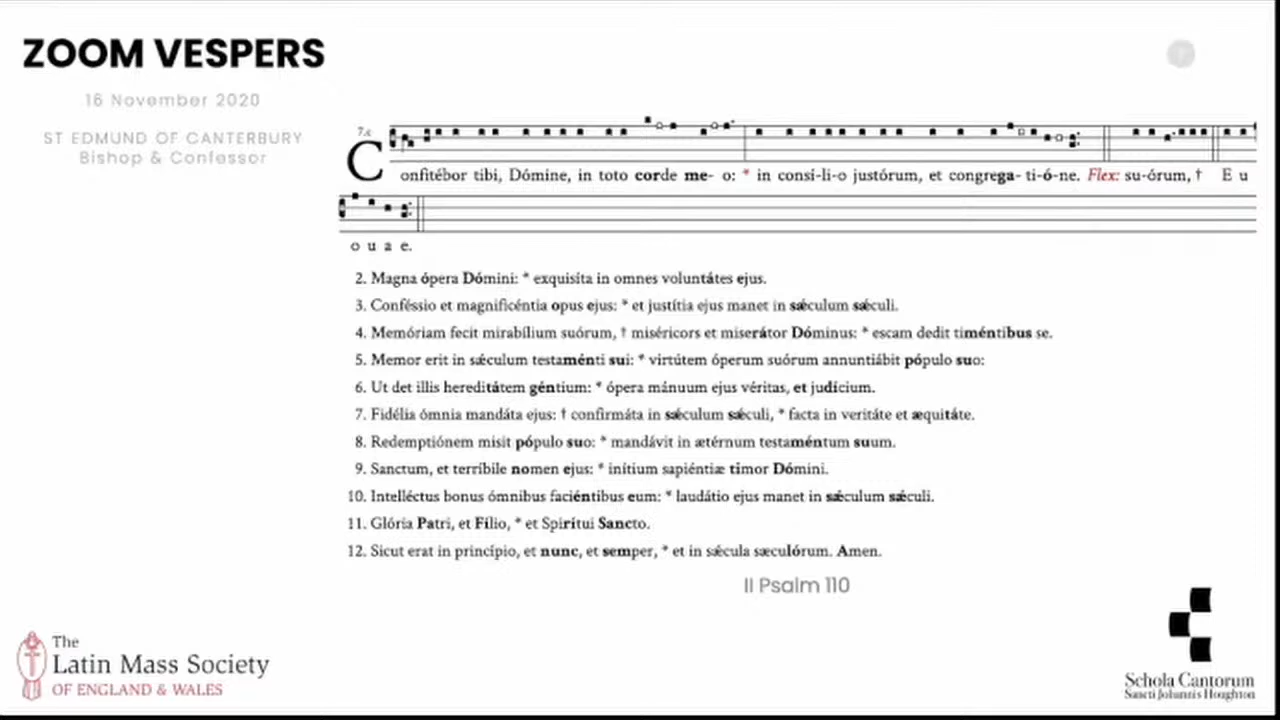 ZOOM VESPERS
16 November 2020
ST EDMUND OF CANTERBURY
Bishop & Confessor
7.c
Confitébor tibi, Dómine, in toto corde me- o: * in consí-li-o justórum, et congrega- ti-ó-ne. Flex: su-órum, † E u
o u a e.
2. Magna ópera Dómini: * exquisíta in omnes voluntátes ejus.
3. Conféssio et magnificéntia opus ejus: * et justítia ejus manet in sǽculum sǽculi.
4. Memóriam fecit mirabílium suórum, † miséricors et miserátor Dóminus: * escam dedit timéntibus se.
5. Memor erit in sǽculum testaménti sui: * virtútem óperum suórum annuntiábit pópulo suo:
6. Ut det illis hereditátem géntium: * ópera mánuum ejus véritas, et judícium.
7. Fidélia ómnia mandáta ejus: † confirmáta in sǽculum sǽculi, * facta in veritáte et æquitáte.
8. Redemptiónem misit pópulo suo: * mandávit in ætérnum testaméntum suum.
9. Sanctum, et terríbile nomen ejus: * inítium sapiéntiæ timor Dómini.
10. Intelléctus bonus ómnibus faciéntibus eum: * laudátio ejus manet in sǽculum sǽculi.
11. Glória Patri, et Fílio, * et Spirítui Sancto.
12. Sicut erat in princípio, et nunc, et semper, * et in sǽcula sæculórum. Amen.
II Psalm 110
The
Latin Mass Society
OF ENGLAND & WALES
Schola Cantorum
Sancti Johannis Houghton